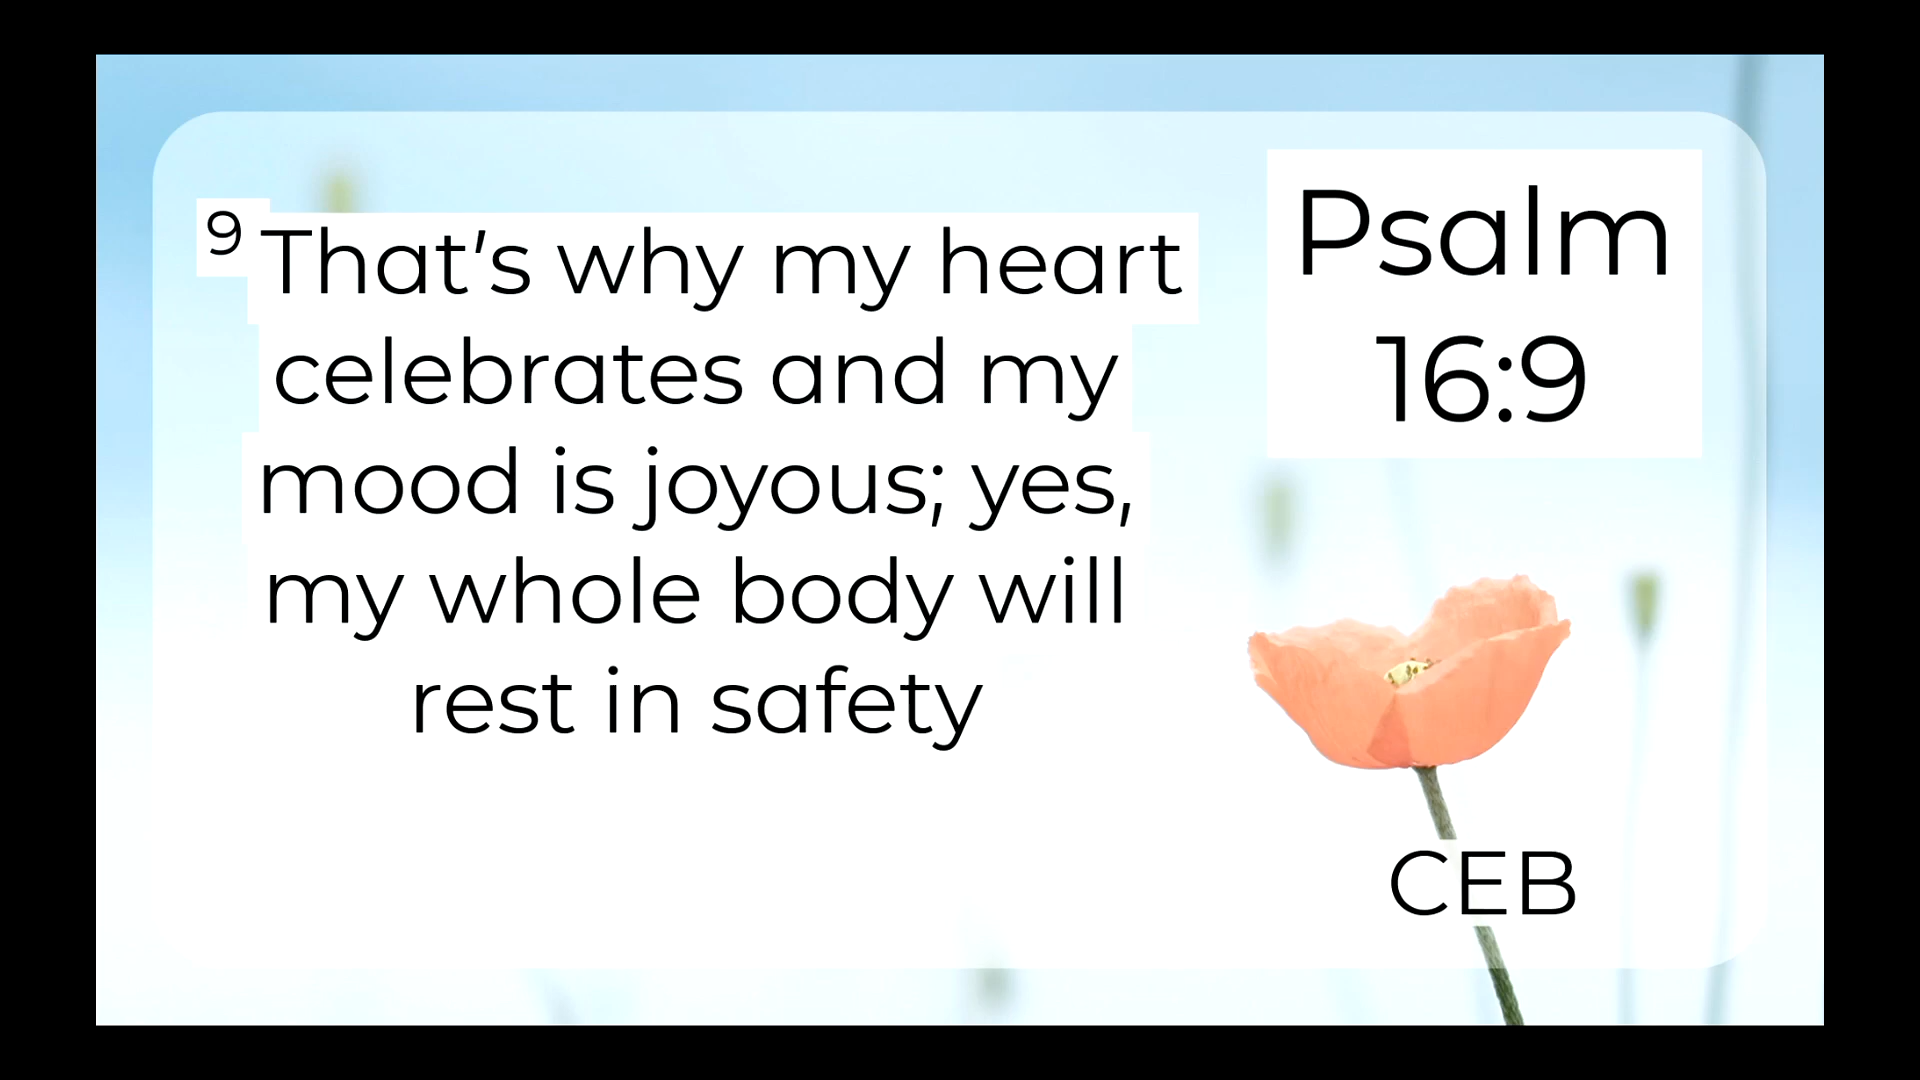 9 That's why my heart
celebrates and my
mood is joyous; yes,
my whole body will
rest in safety
Psalm
16:9
CEB